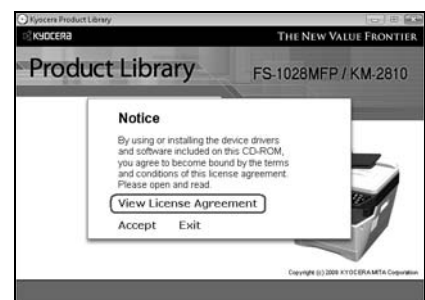 Kyocera Product Library
KYOCERA THE NEW VALUE FRONTIER
Product Library FS-1028MFP / KM-2810
Notice
By using or installing the device drivers
and software included on this CD-ROM,
you agree to become bound by the terms
and conditions of this license agreement.
Please open and read.
View License Agreement
Accept Exit
Copyright (c) 2008 KYOCERA MITA Corporation